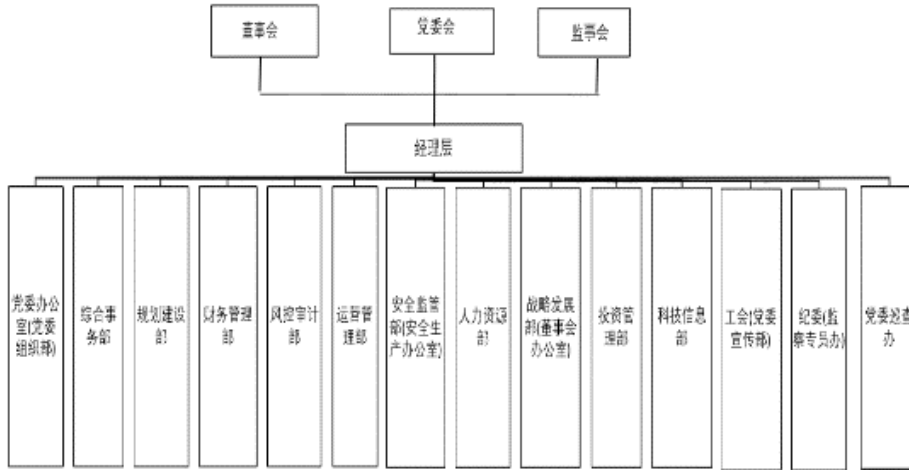 董事会
党委会
监事会
经理层
党委办公
室(党委
组织部)
综合事
务部
规划建设
部
财务管理
部
风控审计
部
运营管
理部
安全监管
部(安全生
产办公室)
人力资源
部
战略发展
部(董事会
办公室)
投资管
理部
科技信息
部
工会(党委
宣传部)
纪委(监
察专员办)
党委巡查
办